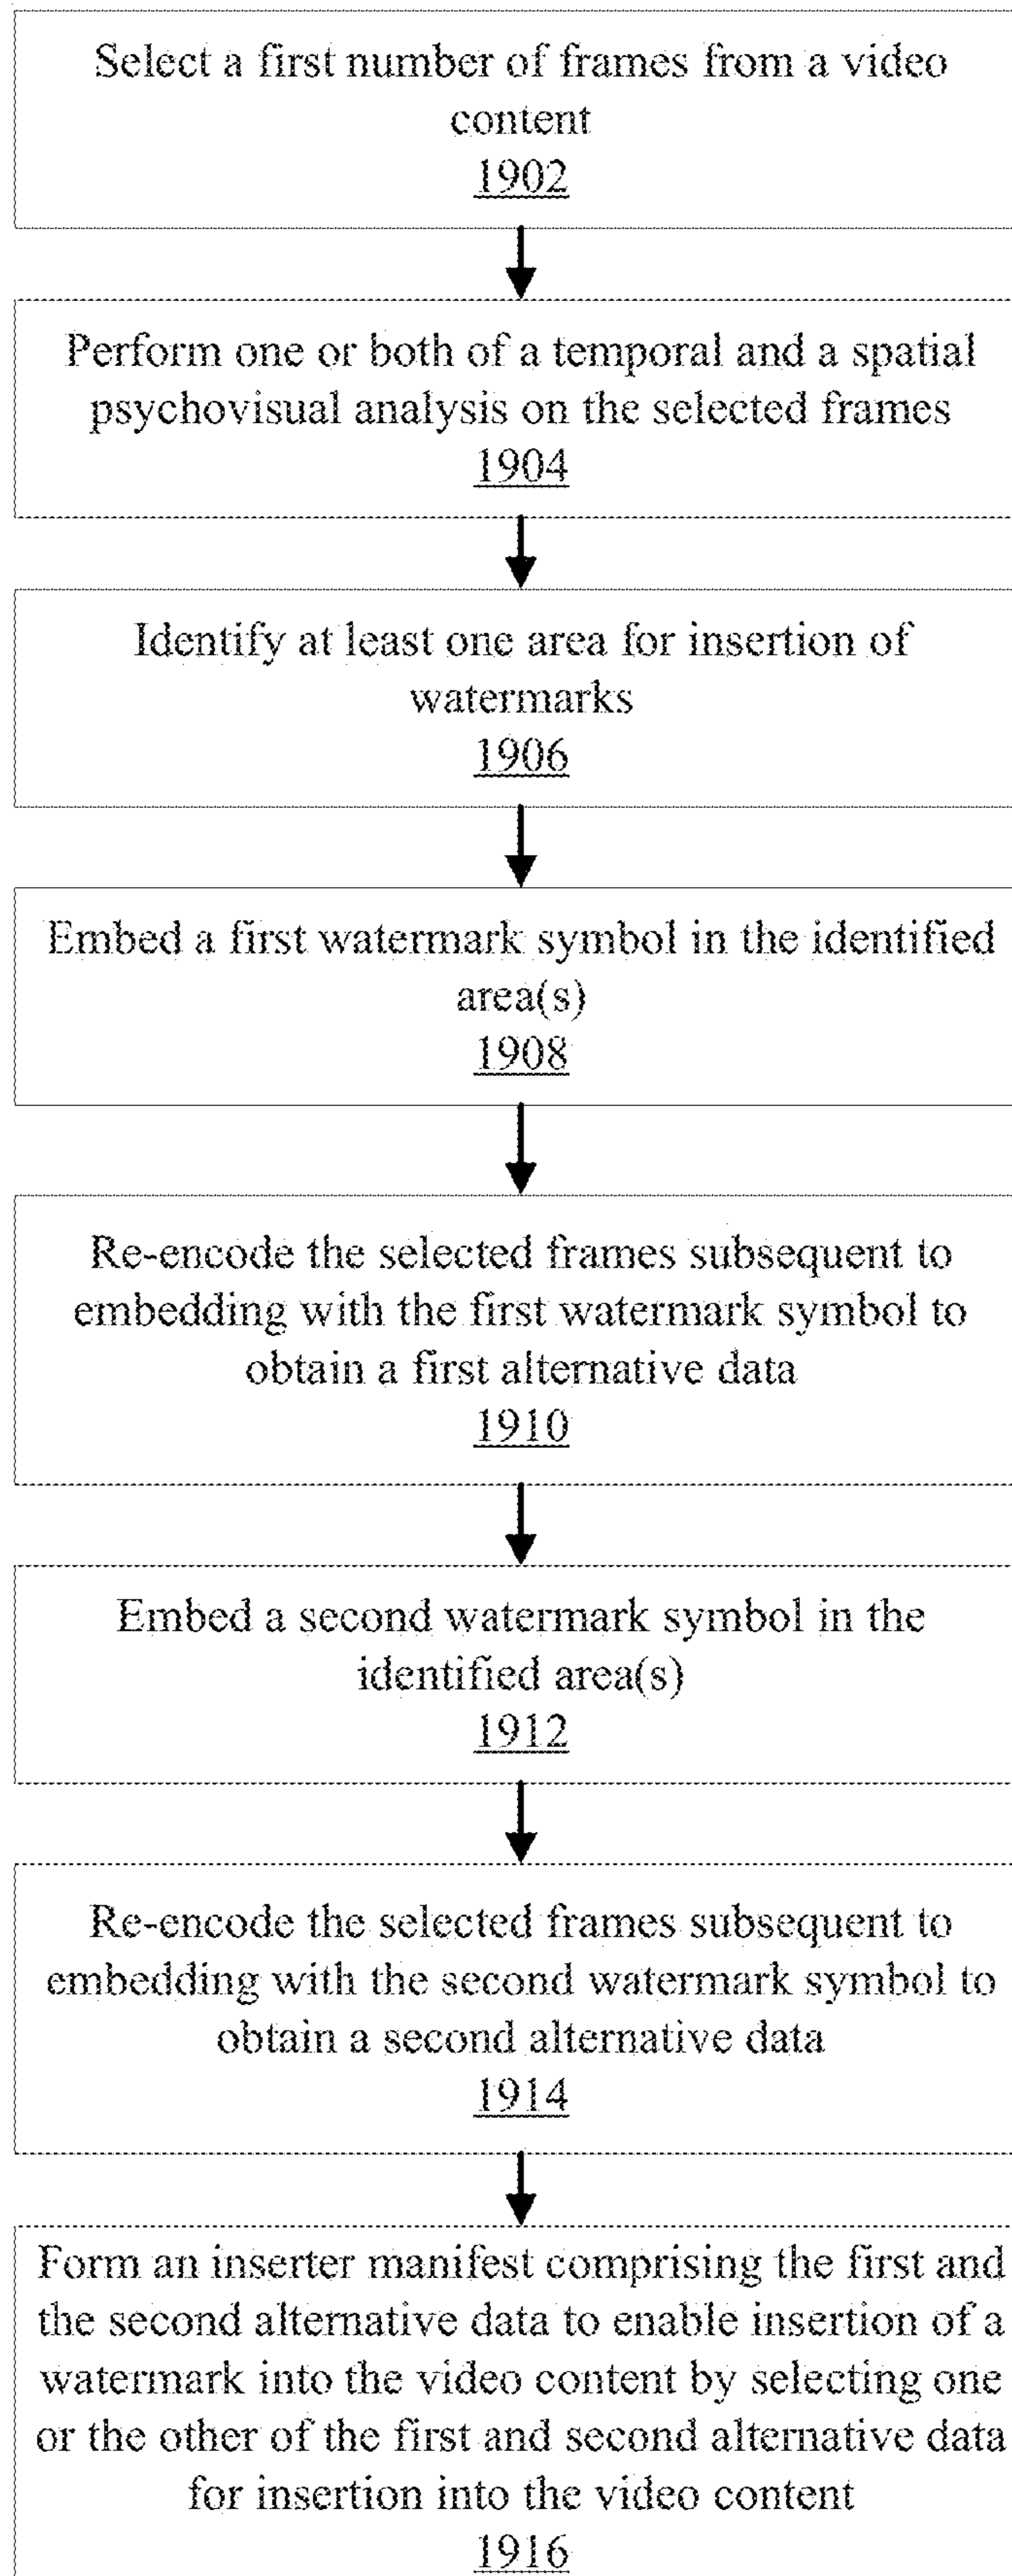 Select a first number of frames from a video
content
1902
Perform one or both of a temporal and a spatial
psychovisual analysis on the selected frames
1904
Identify at least one area for insertion of
watermarks
1906
Embed a first watermark symbol in the identified
area(s)
1908
Re-encode the selected frames subsequent to
embedding with the first watermark symbol to
obtain a first alternative data
1910
Embed a second watermark symbol in the
identified area(s)
1912
Re-encode the selected frames subsequent to
embedding with the second watermark symbol to
obtain a second alternative data
1914
Form an inserter manifest comprising the first and
the second alternative data to enable insertion of a
watermark into the video content by selecting one
or the other of the first and second alternative data
for insertion into the video content
1916